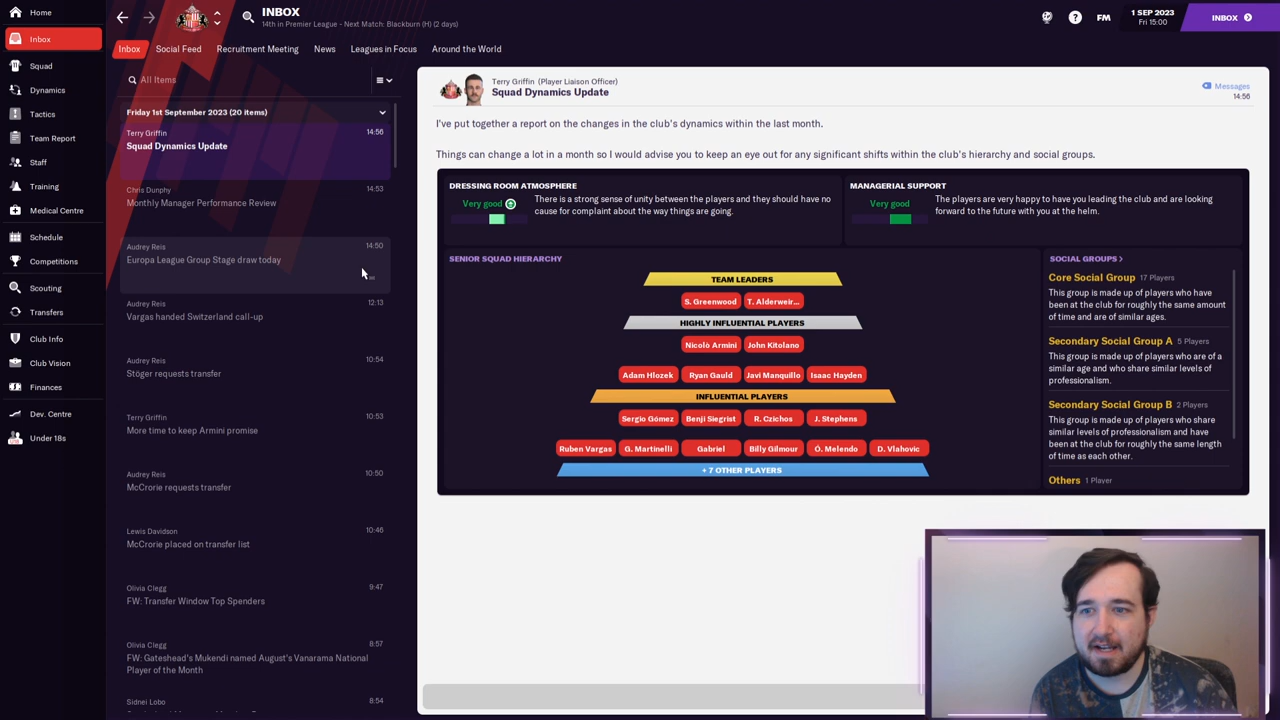 Home
Inbox
Squad
Dynamics
Tactics
Team Report
Staff
Training
Medical Centre
Schedule
Competitions
Scouting
Transfers
Club Info
Club Vision
Finances
Dev. Centre
Under 18s
INBOX
14th in Premier League - Next Match: Blackburn (H) (2 days)
?
FM
1 SEP 2023
Fri 15:00
INBOX
Inbox
Social Feed
Recruitment Meeting
News
Leagues in Focus
Around the World
All Items
Friday 1st September 2023 (20 items)
Terry Griffin
14:56
Squad Dynamics Update
Chris Dunphy
14:53
Monthly Manager Performance Review
Audrey Reis
14:50
Europa League Group Stage draw today
Audrey Reis
12:13
Vargas handed Switzerland call-up
Audrey Reis
10:54
Stöger requests transfer
Terry Griffin
10:53
More time to keep Armini promise
Audrey Reis
10:50
McCrorie requests transfer
Lewis Davidson
10:46
McCrorie placed on transfer list
Olivia Clegg
9:47
FW: Transfer Window Top Spenders
Olivia Clegg
8:57
FW: Gateshead's Mukendi named August's Vanarama National
Player of the Month
Sidnei Lobo
8:54
Terry Griffin (Player Liaison Officer)
Squad Dynamics Update
Messages
14:56
I've put together a report on the changes in the club's dynamics within the last month.
Things can change a lot in a month so I would advise you to keep an eye out for any significant shifts within the club's hierarchy and social groups.
DRESSING ROOM ATMOSPHERE
Very good
There is a strong sense of unity between the players and they should have no
cause for complaint about the way things are going.
MANAGERIAL SUPPORT
Very good
The players are very happy to have you leading the club and are looking
forward to the future with you at the helm.
SENIOR SQUAD HIERARCHY
TEAM LEADERS
S. Greenwood
T. Alderweir...
HIGHLY INFLUENTIAL PLAYERS
Nicolò Armini
John Kitolano
Adam Hlozek
Ryan Gauld
Javi Manquillo
Isaac Hayden
INFLUENTIAL PLAYERS
Sergio Gómez
Benji Siegrist
R. Czichos
J. Stephens
Ruben Vargas
G. Martinelli
Gabriel
Billy Gilmour
Ó. Melendo
D. Vlahovic
+ 7 OTHER PLAYERS
SOCIAL GROUPS >
Core Social Group 17 Players
This group is made up of players who have
been at the club for roughly the same amount
of time and are of similar ages.
Secondary Social Group A 5 Players
This group is made up of players who are of a
similar age and who share similar levels of
professionalism.
Secondary Social Group B 2 Players
This group is made up of players who share
similar levels of professionalism and have
been at the club for roughly the same length
of time as each other.
Others 1 Player